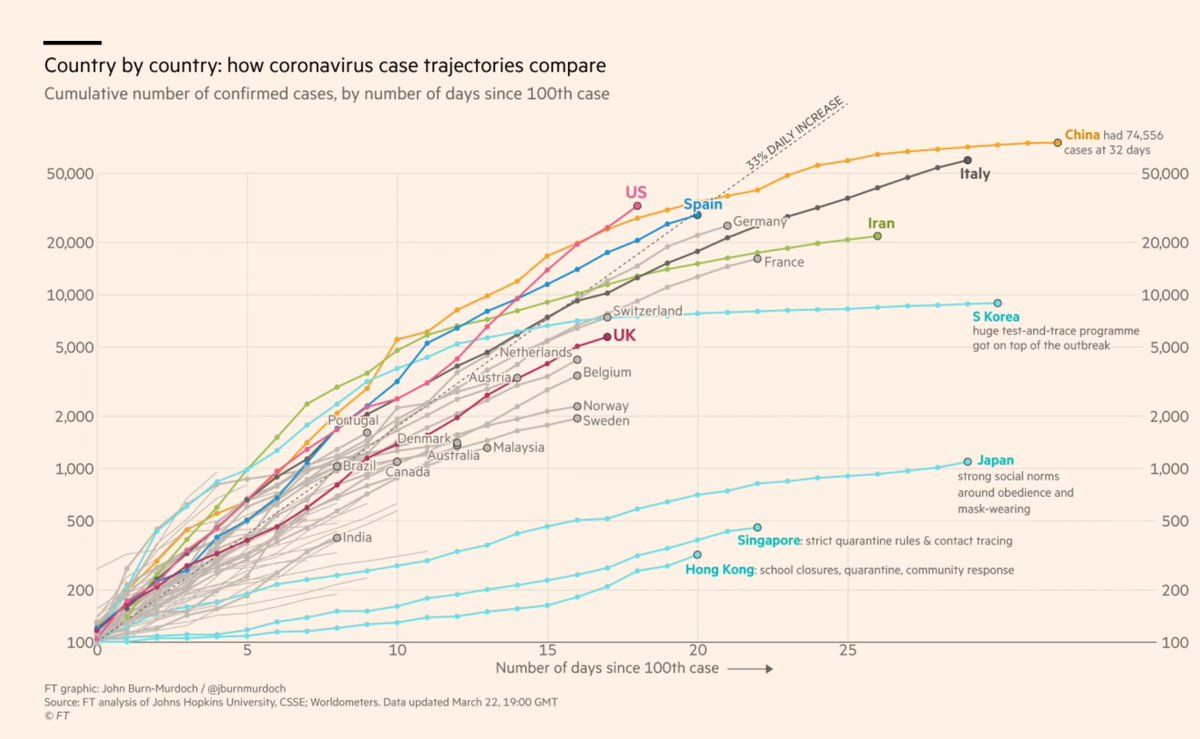 Country by country: how coronavirus case trajectories compare
Cumulative number of confirmed cases, by number of days since 100th case
33% DAILY INCREASE
China had 74,556
cases at 32 days
50,000
50,000
Italy
US
Spain
Germany
Iran
20,000
20,000
France
10,000
10,000
Switzerland
S Korea
huge test-and-trace programme
got on top of the outbreak
UK
5,000
5,000
Netherlands
Austria
Belgium
Norway
2,000
2,000
Sweden
Portugal
Denmark
Malaysia
Australia
Brazil
Canada
1,000
1,000
Japan
strong social norms
around obedience and
mask-wearing
500
500
India
Singapore: strict quarantine rules & contact tracing
Hong Kong: school closures, quarantine, community response
200
200
100
100
0
5
10
15
20
25
Number of days since 100th case
FT graphic: John Burn-Murdoch / @jburnmurdoch
Source: FT analysis of Johns Hopkins University, CSSE; Worldometers. Data updated March 22, 19:00 GMT
© FT